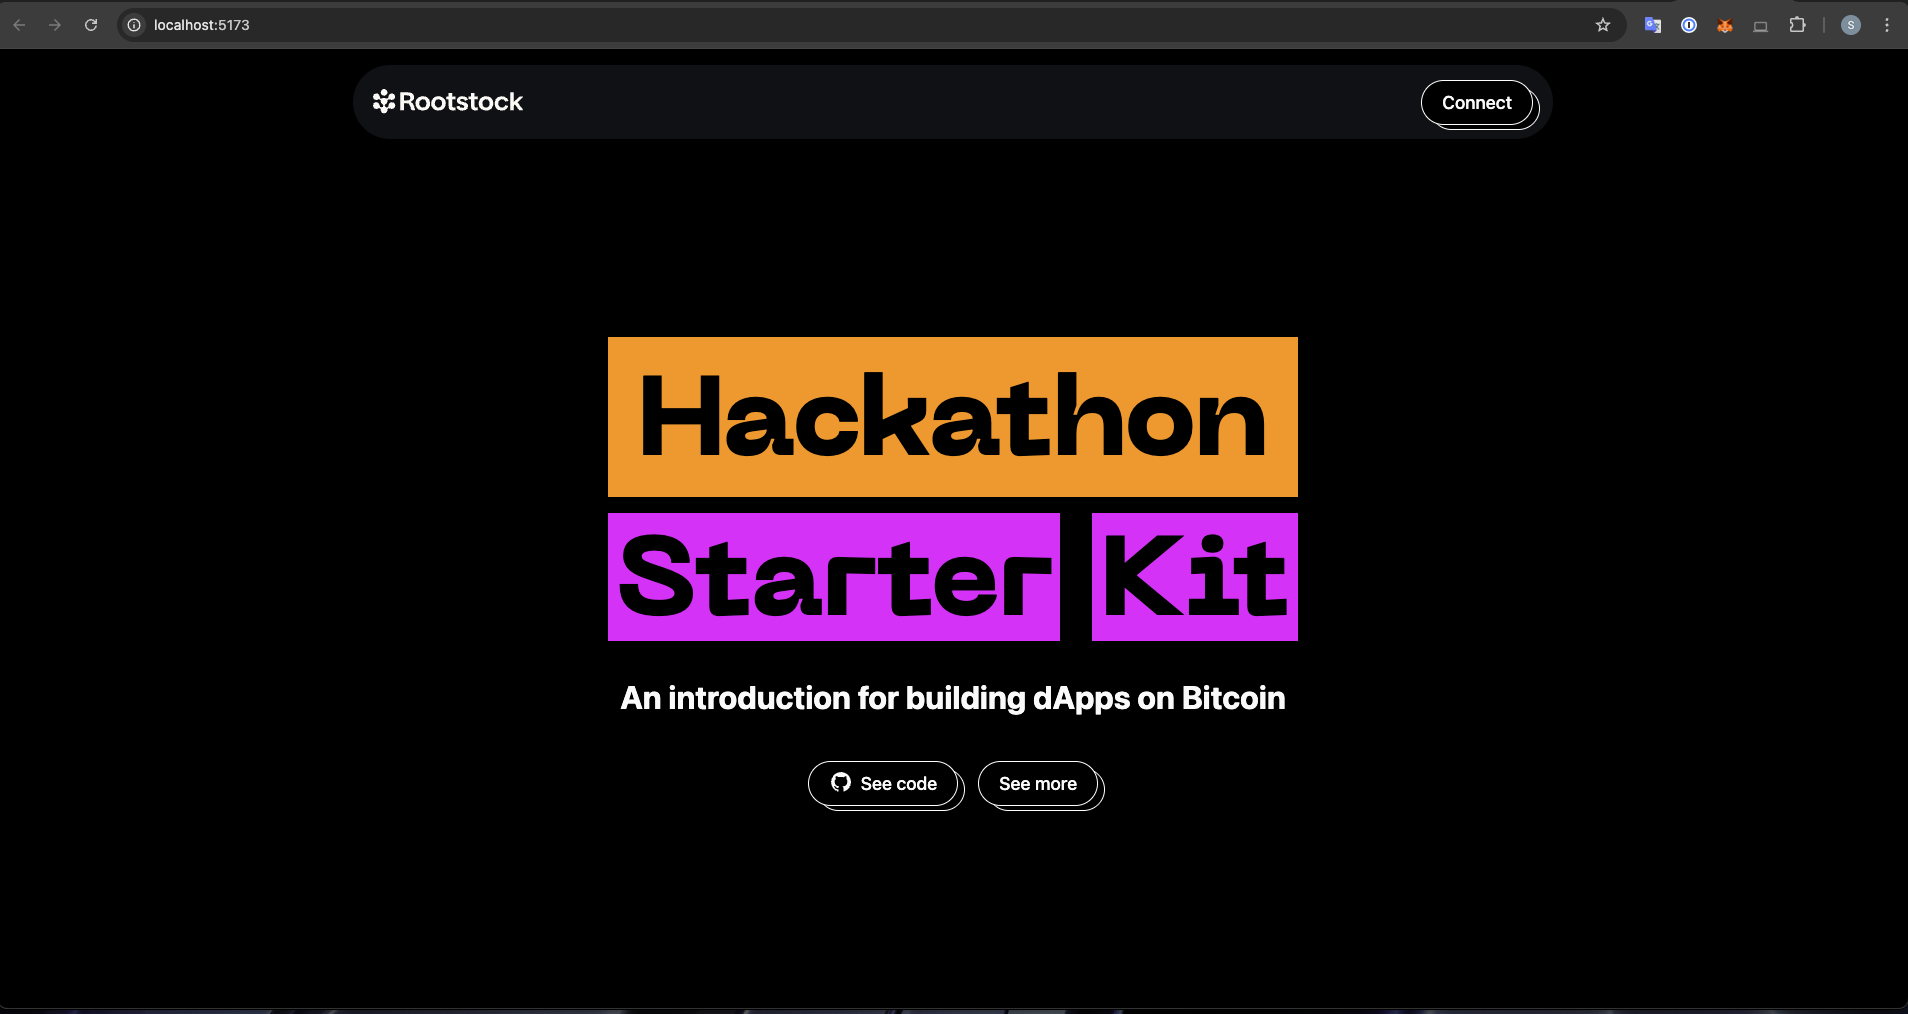 localhost:5173
S
Rootstock
Connect
Hackathon
Starter Kit
An introduction for building dApps on Bitcoin
See code
See more